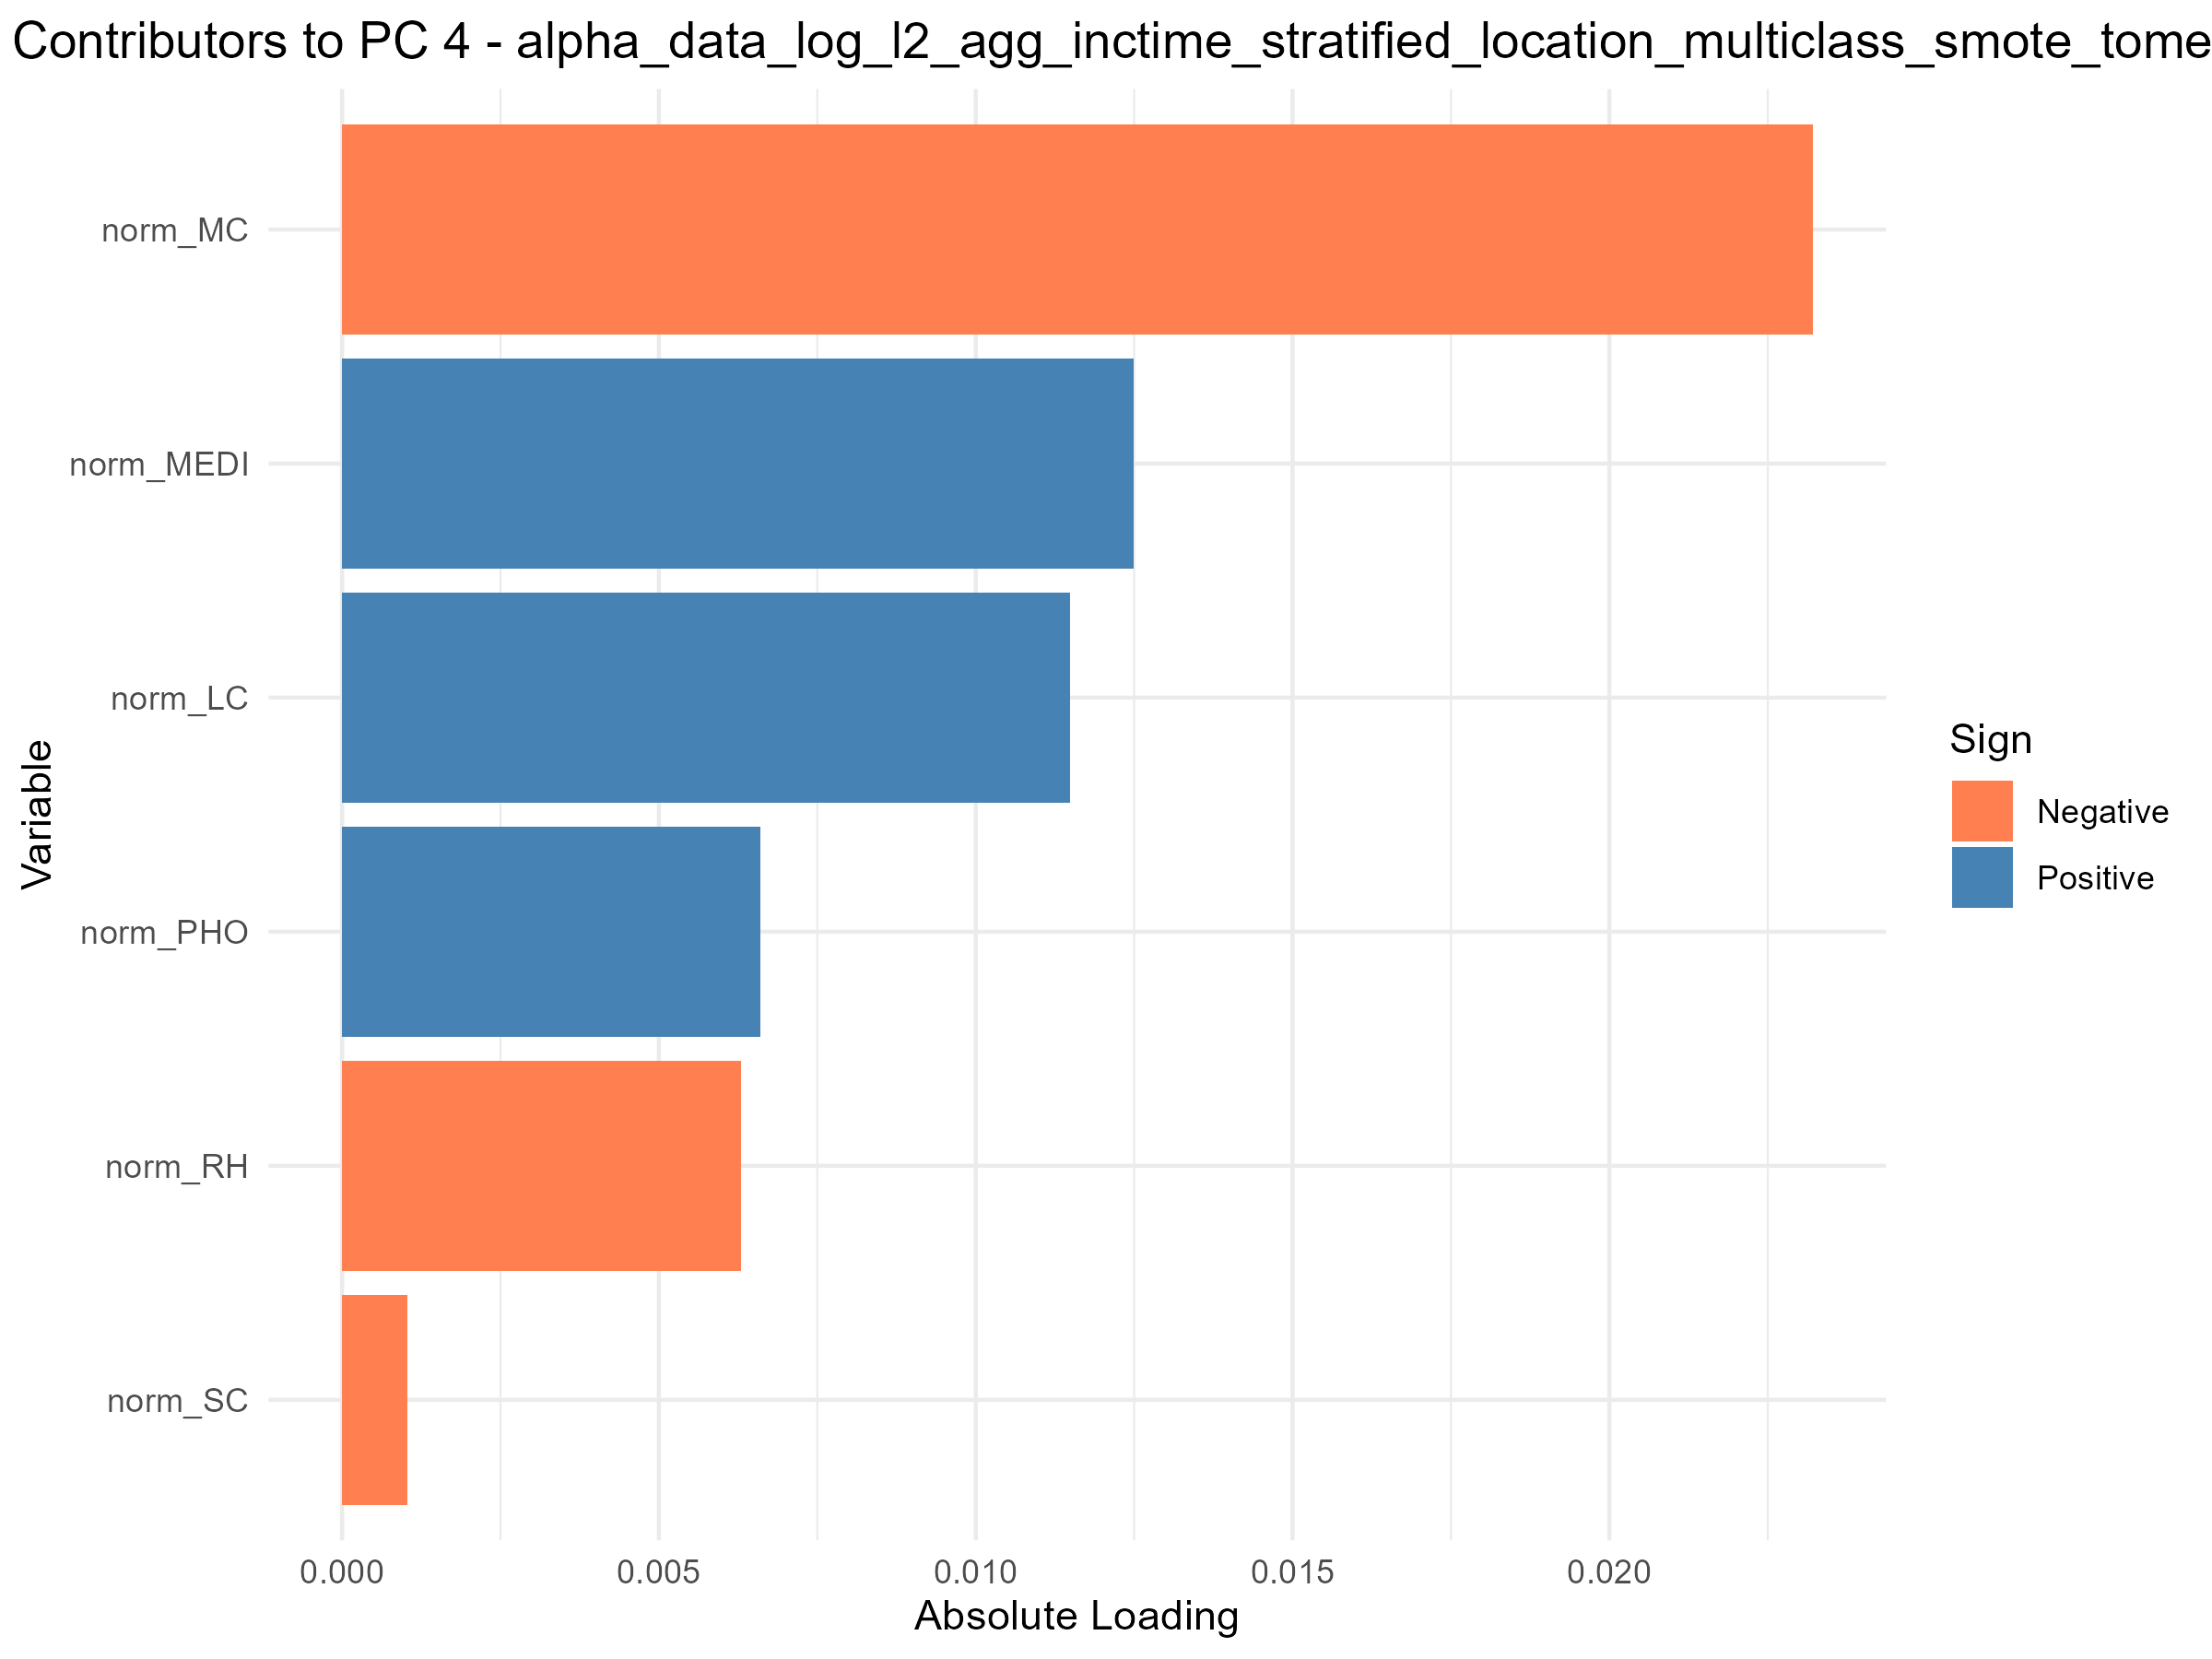 Contributors to PC 4 - alpha_data_log_l2_agg_inctime_stratified_location_multiclass_smote_tome
norm_MC
norm_MEDI
norm_LC
norm_PHO
norm_RH
norm_SC
Variable
0.000 0.005 0.010 0.015 0.020
Absolute Loading
Sign
Negative
Positive